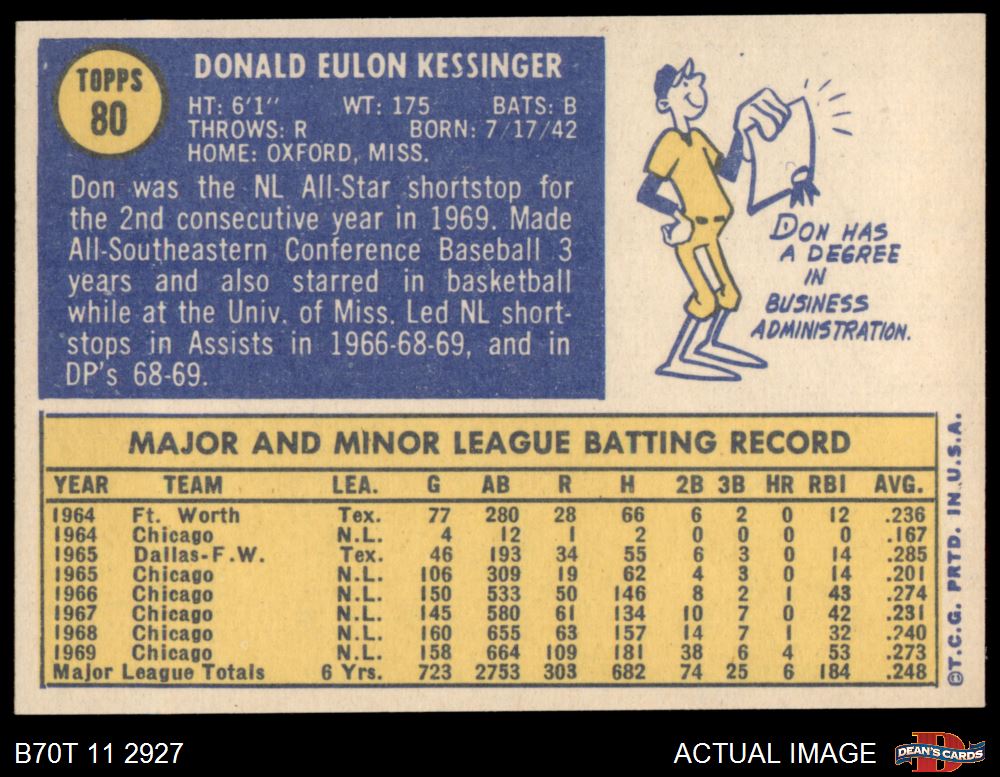 TOPPS
80
DONALD EULON KESSINGER
HT: 6'1" WT: 175 BATS: B
THROWS: R BORN: 7/17/42
HOME: OXFORD, MISS.
Don was the NL All-Star shortstop for
the 2nd consecutive year in 1969. Made
All-Southeastern Conference Baseball 3
years and also starred in basketball
while at the Univ. of Miss. Led NL short-
stops in Assists in 1966-68-69, and in
DP's 68-69.
DON HAS
A DEGREE
IN
BUSINESS
ADMINISTRATION.
MAJOR AND MINOR LEAGUE BATTING RECORD
YEAR TEAM LEA. G AB R H 2B 3B HR RBI AVG.
1964 Ft. Worth Tex. 77 280 28 66 6 2 0 12 .236
1964 Chicago N.L. 4 12 1 2 0 0 0 0 .167
1965 Dallas-F.W. Tex. 46 193 34 55 6 3 0 14 .285
1965 Chicago N.L. 106 309 19 62 4 3 0 14 .201
1966 Chicago N.L. 150 533 50 146 8 2 1 43 .274
1967 Chicago N.L. 145 580 61 134 10 7 0 42 .231
1968 Chicago N.L. 160 655 63 157 14 7 1 32 .240
1969 Chicago N.L. 158 664 109 181 38 6 4 53 .273
Major League Totals 6 Yrs. 723 2753 303 682 74 25 6 184 .248
©T.C.G. PRTD. IN U.S.A.
B70T 11 2927
ACTUAL IMAGE
D
DEAN'S CARDS